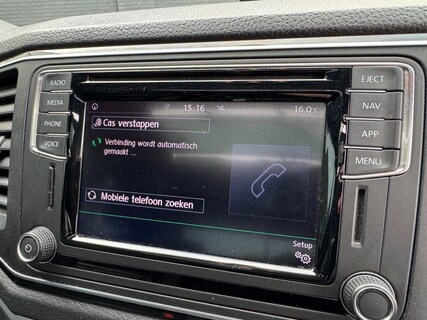 RADIO
MEDIA
PHONE
VOICE
15:16
16.0°C
Cas verstappen
Verbinding wordt automatisch
gemaakt ...
Mobiele telefoon zoeken
Setup
EJECT
NAV
APP
MENU